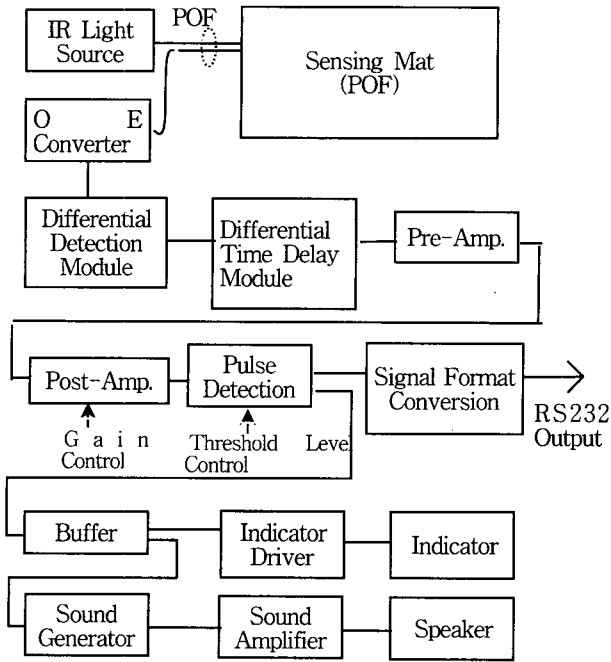 POF
IR Light
Source
Sensing Mat
(POF)
O E
Converter
Differential
Detection
Module
Differential
Time Delay
Module
Pre-Amp.
Post-Amp.
Pulse
Detection
Signal Format
Conversion
RS232
Output
Gain
Control
Threshold Level
Control
Buffer
Indicator
Driver
Indicator
Sound
Generator
Sound
Amplifier
Speaker